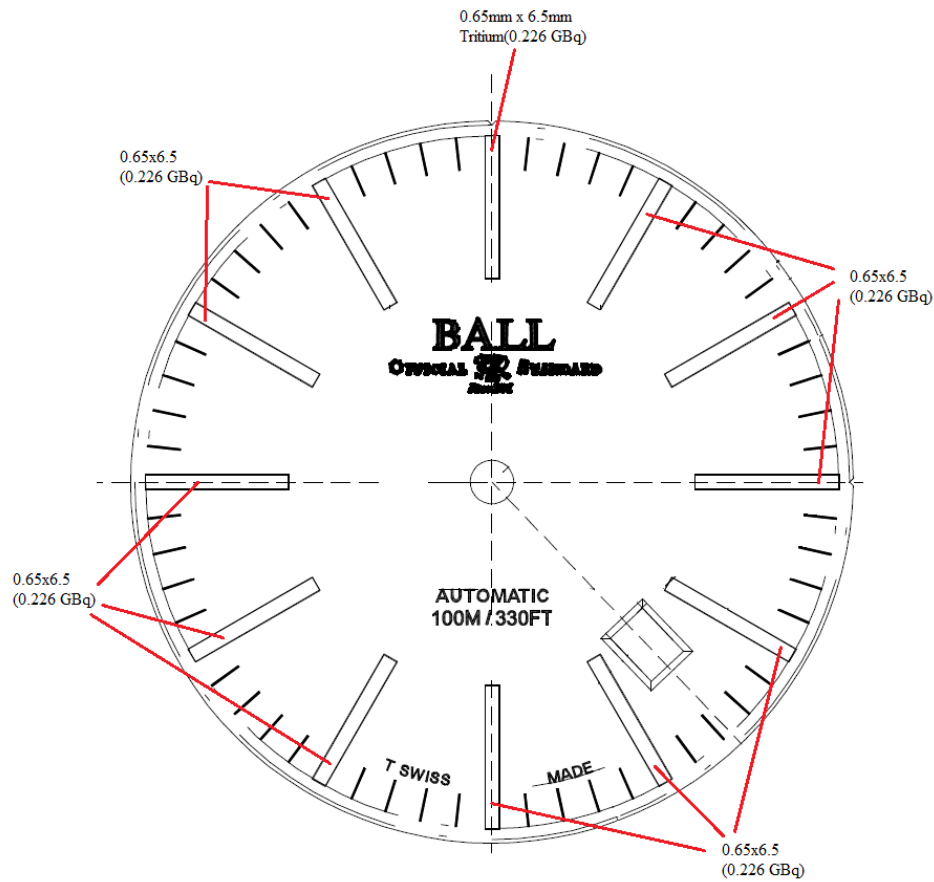 0.65mm x 6.5mm
Tritium(0.226 GBq)
0.65x6.5
(0.226 GBq)
0.65x6.5
(0.226 GBq)
BALL
AUTOMATIC
100M / 330FT
0.65x6.5
(0.226 GBq)
T SWISS MADE
0.65x6.5
(0.226 GBq)